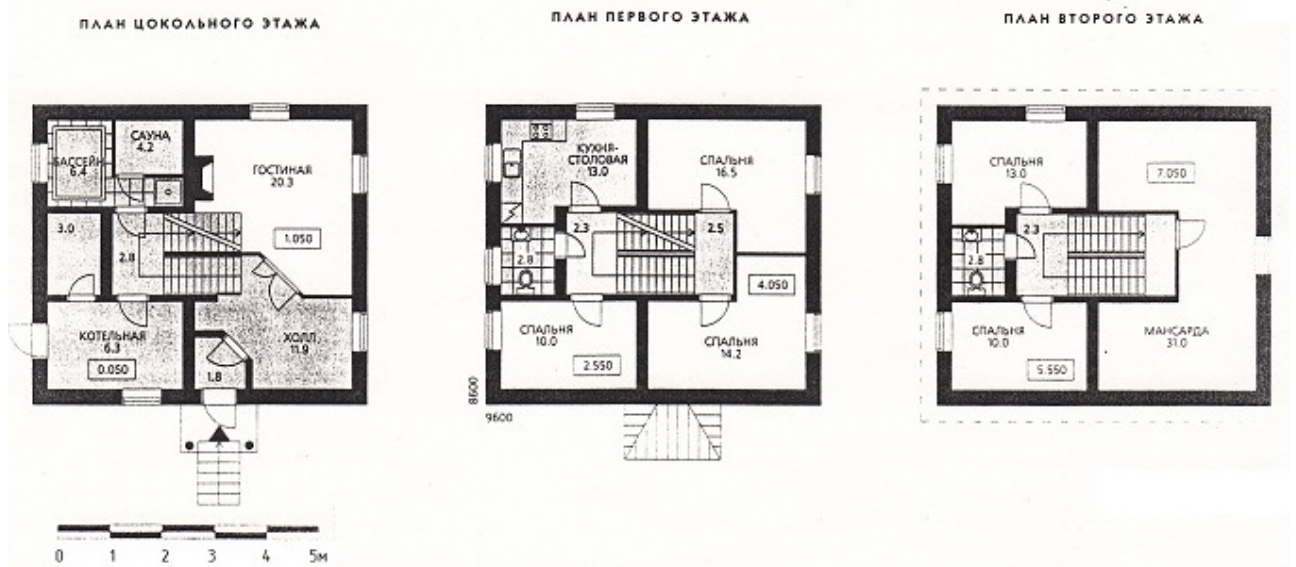 ПЛАН ЦОКОЛЬНОГО ЭТАЖА
БАССЕЙН
6.4
САУНА
4.2
ГОСТИНАЯ
20.3
3.0
2.8
1.050
КОТЕЛЬНАЯ
6.3
0.050
ХОЛЛ
11.9
1.8
0 1 2 3 4 5м
ПЛАН ПЕРВОГО ЭТАЖА
КУХНЯ-
СТОЛОВАЯ
13.0
СПАЛЬНЯ
16.5
2.3
2.5
2.8
4.050
СПАЛЬНЯ
10.0
2.550
СПАЛЬНЯ
14.2
8600
9600
ПЛАН ВТОРОГО ЭТАЖА
СПАЛЬНЯ
13.0
7.050
2.3
2.8
СПАЛЬНЯ
10.0
5.550
МАНСАРДА
31.0